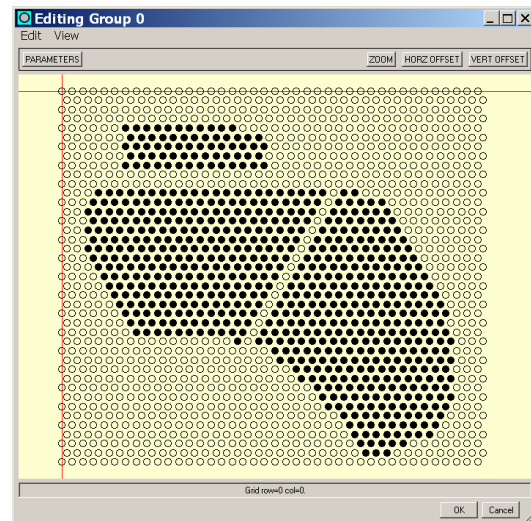 Editing Group 0
Edit View
PARAMETERS ZOOM HORZ OFFSET VERT OFFSET
Grid row=0 col=0.
OK Cancel